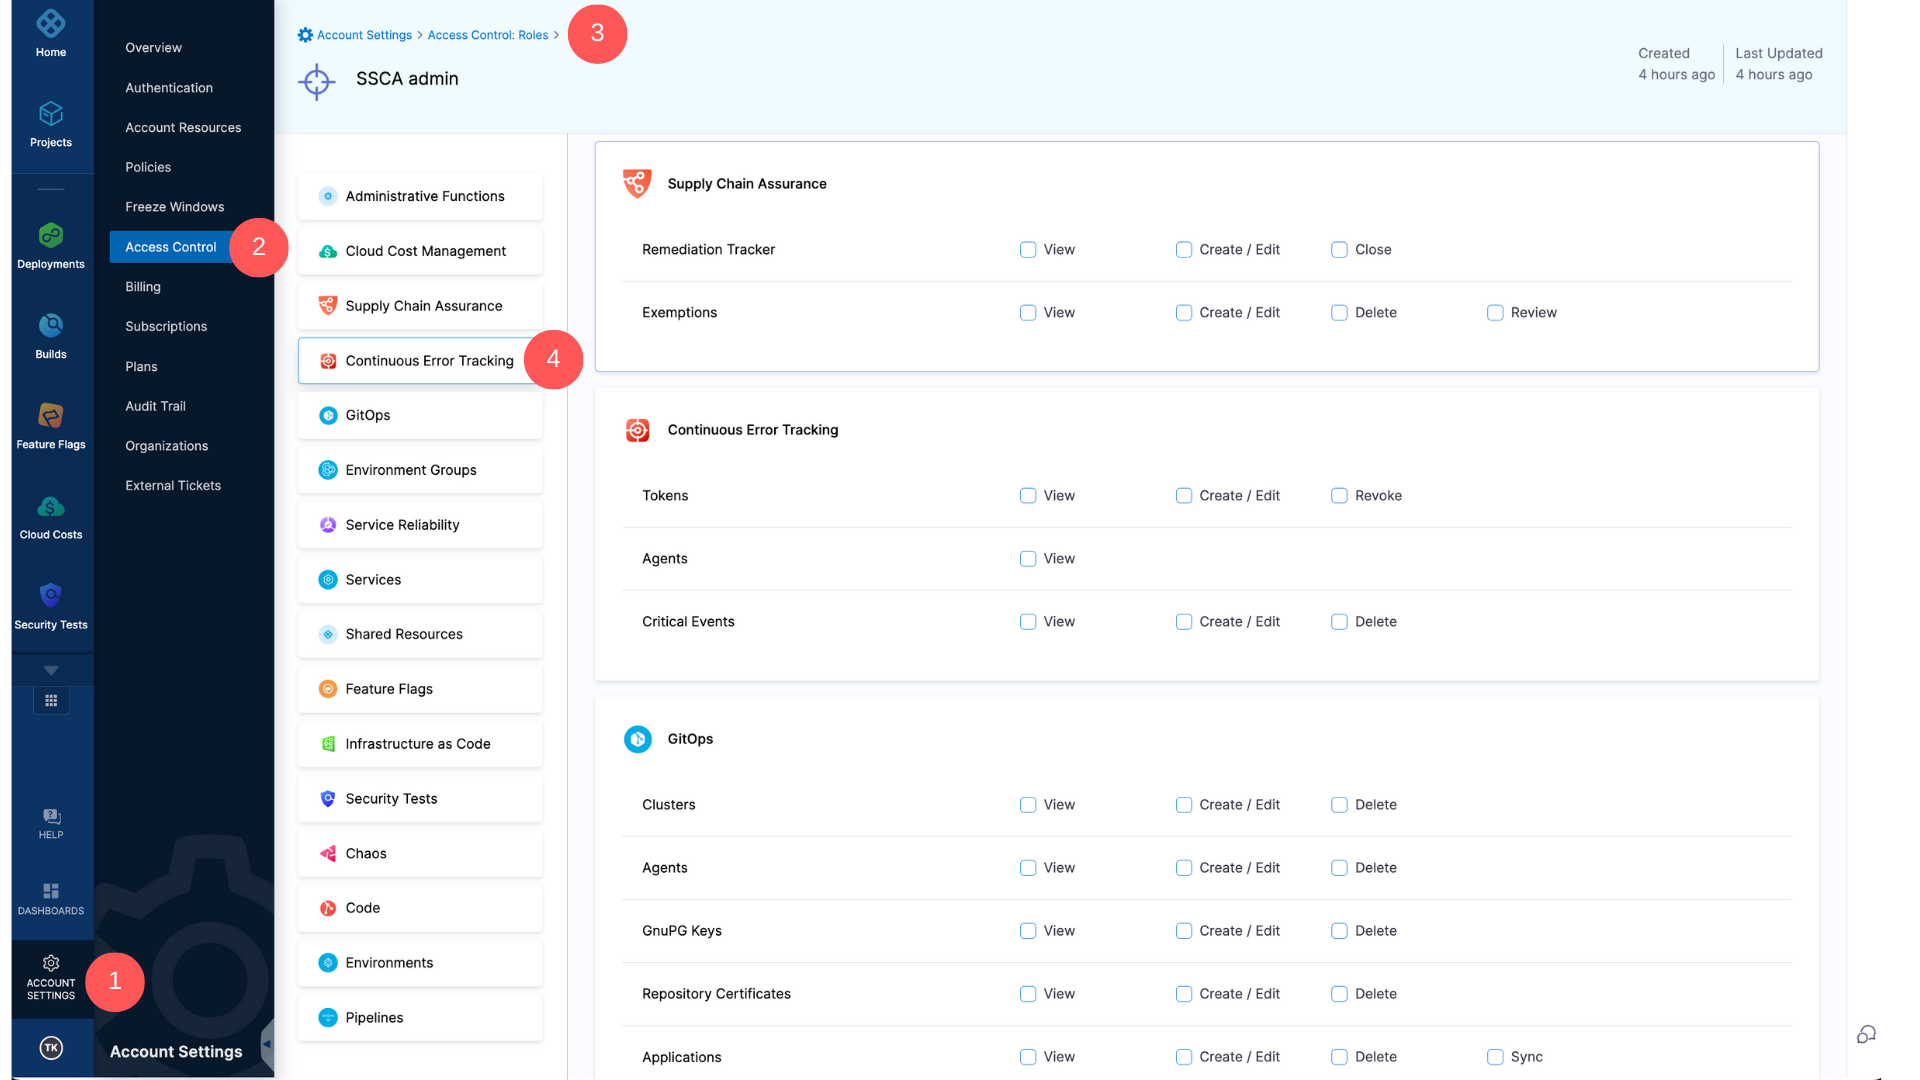 Home
Projects
Deployments
Builds
Feature Flags
Cloud Costs
Security Tests
HELP
DASHBOARDS
ACCOUNT
SETTINGS
1
TK
Overview
Authentication
Account Resources
Policies
Freeze Windows
Access Control
2
Billing
Subscriptions
Plans
Audit Trail
Organizations
External Tickets
Account Settings
Account Settings > Access Control: Roles >
3
SSCA admin
Created
4 hours ago
Last Updated
4 hours ago
Administrative Functions
Cloud Cost Management
Supply Chain Assurance
Continuous Error Tracking
4
GitOps
Environment Groups
Service Reliability
Services
Shared Resources
Feature Flags
Infrastructure as Code
Security Tests
Chaos
Code
Environments
Pipelines
Supply Chain Assurance
Remediation Tracker View Create / Edit Close
Exemptions View Create / Edit Delete Review
Continuous Error Tracking
Tokens View Create / Edit Revoke
Agents View
Critical Events View Create / Edit Delete
GitOps
Clusters View Create / Edit Delete
Agents View Create / Edit Delete
GnuPG Keys View Create / Edit Delete
Repository Certificates View Create / Edit Delete
Applications View Create / Edit Delete Sync